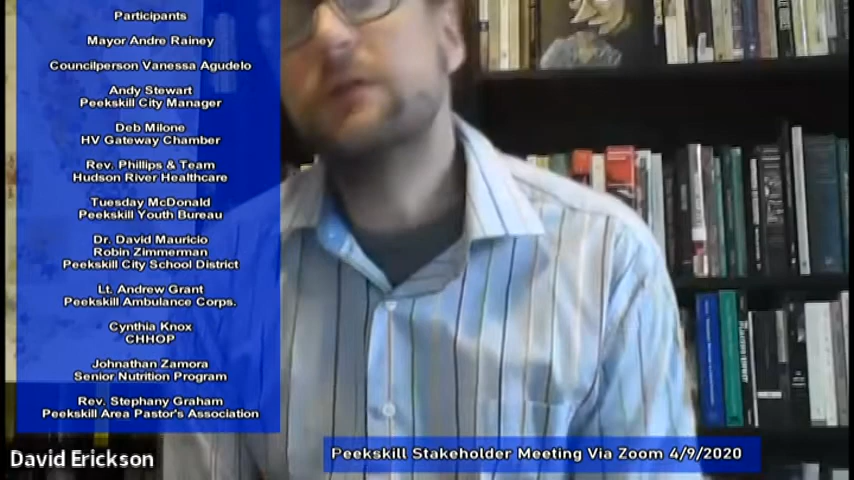 Participants
Mayor Andre Rainey
Councilperson Vanessa Agudelo
Andy Stewart
Peekskill City Manager
Deb Milone
HV Gateway Chamber
Rev. Phillips & Team
Hudson River Healthcare
Tuesday McDonald
Peekskill Youth Bureau
Dr. David Mauricio
Robin Zimmerman
Peekskill City School District
Lt. Andrew Grant
Peekskill Ambulance Corps.
Cynthia Knox
CHHOP
Johnathan Zamora
Senior Nutrition Program
Rev. Stephany Graham
Peekskill Area Pastor's Association
Peekskill Stakeholder Meeting Via Zoom 4/9/2020
David Erickson